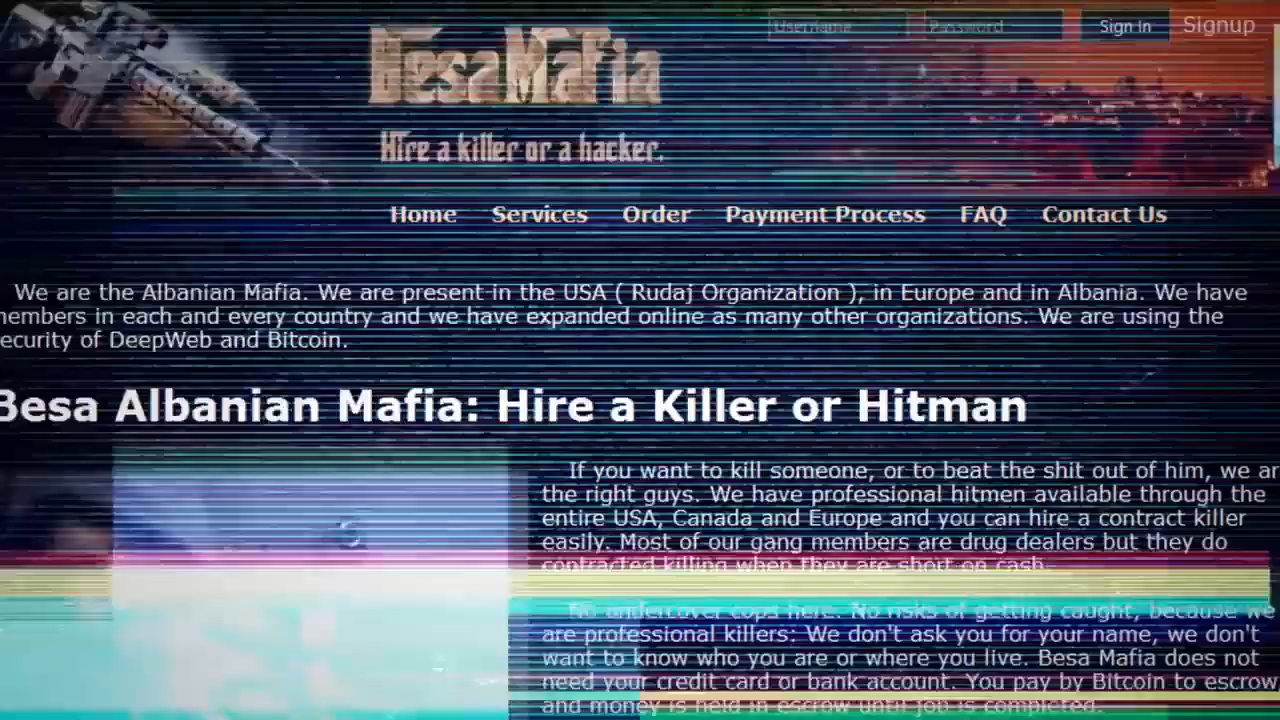 Username Password Sign In Signup
BesaMafia
Hire a killer or a hacker.
Home Services Order Payment Process FAQ Contact Us
We are the Albanian Mafia. We are present in the USA ( Rudaj Organization ), in Europe and in Albania. We have
members in each and every country and we have expanded online as many other organizations. We are using the
ecurity of DeepWeb and Bitcoin.
Besa Albanian Mafia: Hire a Killer or Hitman
If you want to kill someone, or to beat the shit out of him, we ar
the right guys. We have professional hitmen available through the
entire USA, Canada and Europe and you can hire a contract killer
easily. Most of our gang members are drug dealers but they do
contracted killing when they are short on cash.
No undercover cops here. No risks of getting caught, because we
are professional killers: We don't ask you for your name, we don't
want to know who you are or where you live. Besa Mafia does not
need your credit card or bank account. You pay by Bitcoin to escrow
and money is held in escrow until job is completed.